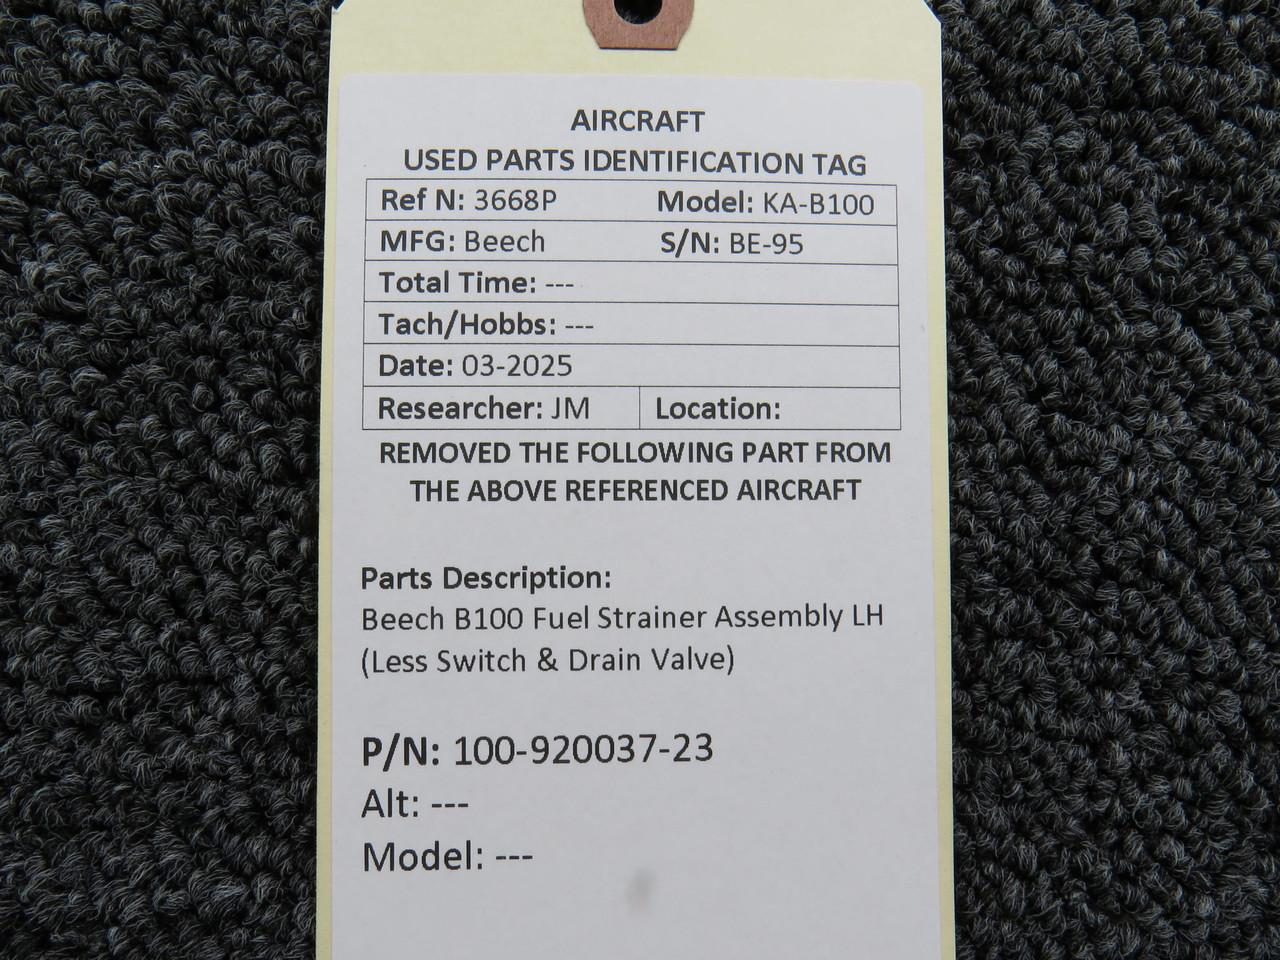 AIRCRAFT
USED PARTS IDENTIFICATION TAG
Ref N: 3668P Model: KA-B100
MFG: Beech S/N: BE-95
Total Time: ---
Tach/Hobbs: ---
Date: 03-2025
Researcher: JM Location:
REMOVED THE FOLLOWING PART FROM
THE ABOVE REFERENCED AIRCRAFT
Parts Description:
Beech B100 Fuel Strainer Assembly LH
(Less Switch & Drain Valve)
P/N: 100-920037-23
Alt: ---
Model: ---